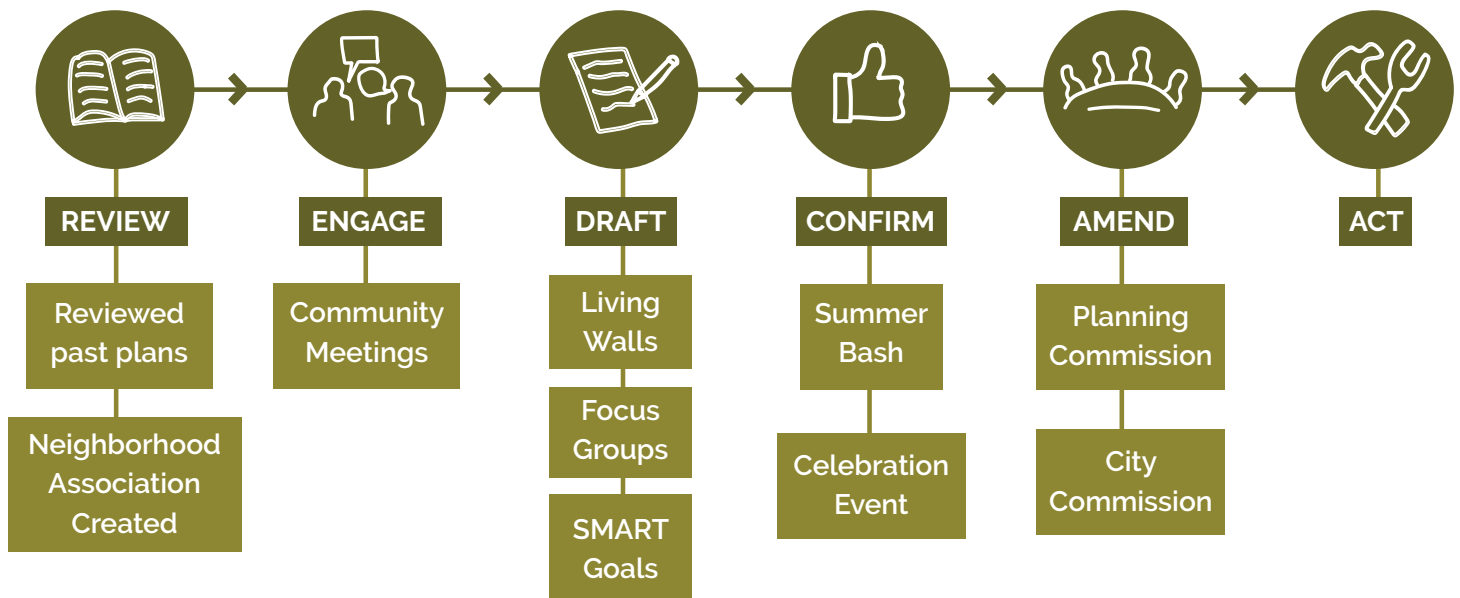 REVIEW
Reviewed
past plans
Neighborhood
Association
Created
ENGAGE
Community
Meetings
DRAFT
Living
Walls
Focus
Groups
SMART
Goals
CONFIRM
Summer
Bash
Celebration
Event
AMEND
Planning
Commission
City
Commission
ACT